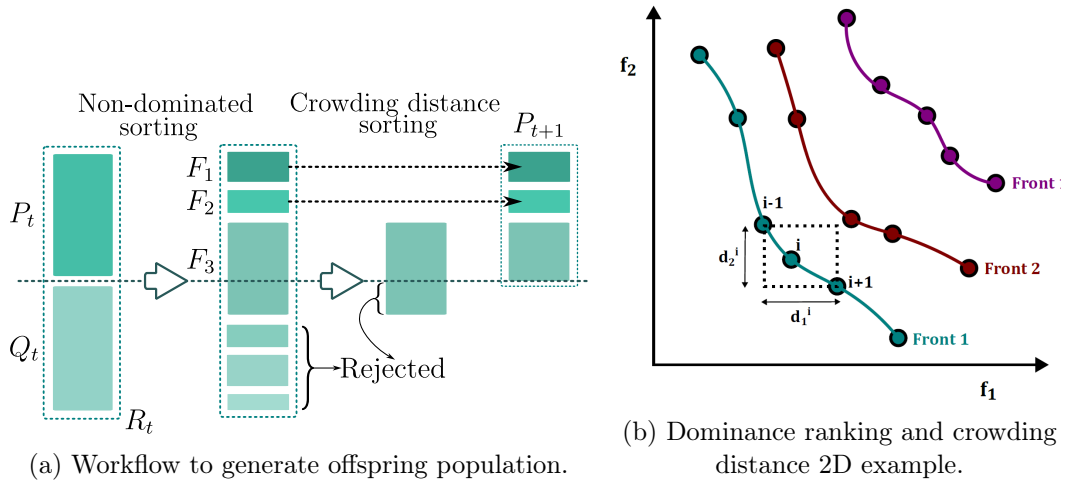 Non-dominated
sorting
Crowding distance
sorting
P_{t+1}
F_1
F_2
P_t
F_3
Q_t
Rejected
R_t
(a) Workflow to generate offspring population.
f_2
Front
i-1
i
d_2^i
i+1
Front 2
d_1^i
Front 1
f_1
(b) Dominance ranking and crowding
distance 2D example.